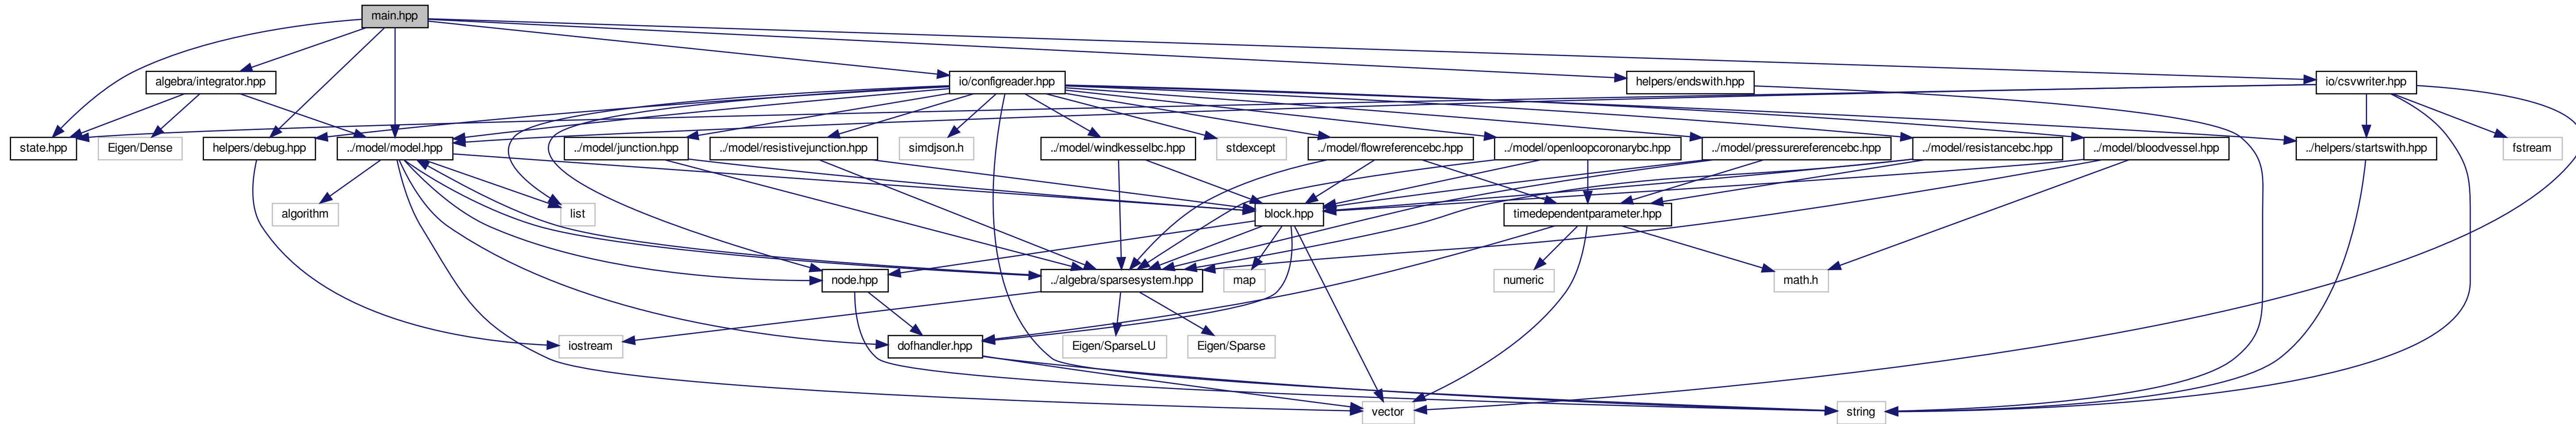 main.hpp
algebra/integrator.hpp
io/configreader.hpp
helpers/endswith.hpp
io/csvwriter.hpp
state.hpp
Eigen/Dense
helpers/debug.hpp
../model/model.hpp
../model/junction.hpp
../model/resistivejunction.hpp
simdjson.h
../model/windkesselbc.hpp
stdexcept
../model/flowreferencebc.hpp
../model/openloopcoronarybc.hpp
../model/pressurereferencebc.hpp
../model/resistancebc.hpp
../model/bloodvessel.hpp
../helpers/startswith.hpp
fstream
algorithm
list
block.hpp
timedependentparameter.hpp
node.hpp
../algebra/sparsesystem.hpp
map
numeric
math.h
iostream
dofhandler.hpp
Eigen/SparseLU
Eigen/Sparse
vector
string